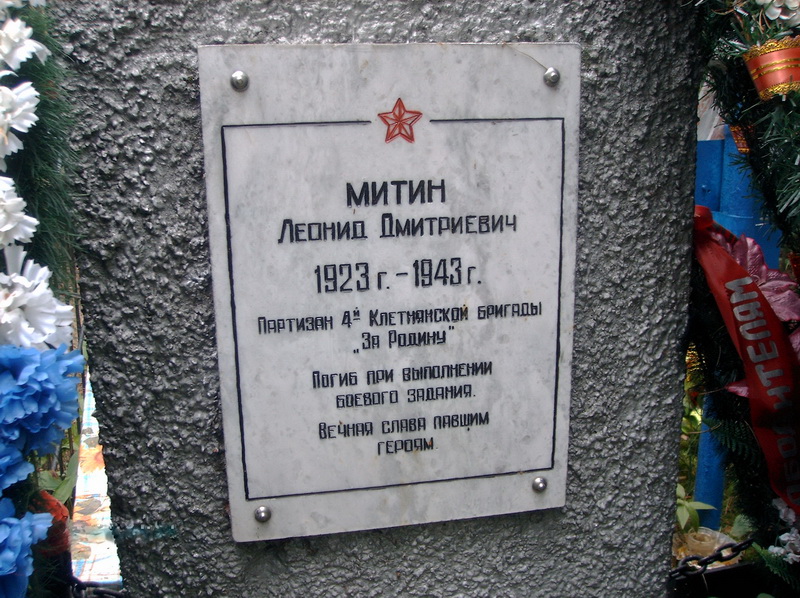 МИТИН
ЛЕОНИД ДМИТРИЕВИЧ
1923 г. – 1943 г.
ПАРТИЗАН 4й КЛЕТНЯНСКОЙ БРИГАДЫ
„ЗА РОДИНУ"
ПОГИБ ПРИ ВЫПОЛНЕНИИ
БОЕВОГО ЗАДАНИЯ.
ВЕЧНАЯ СЛАВА ПАВШИМ
ГЕРОЯМ